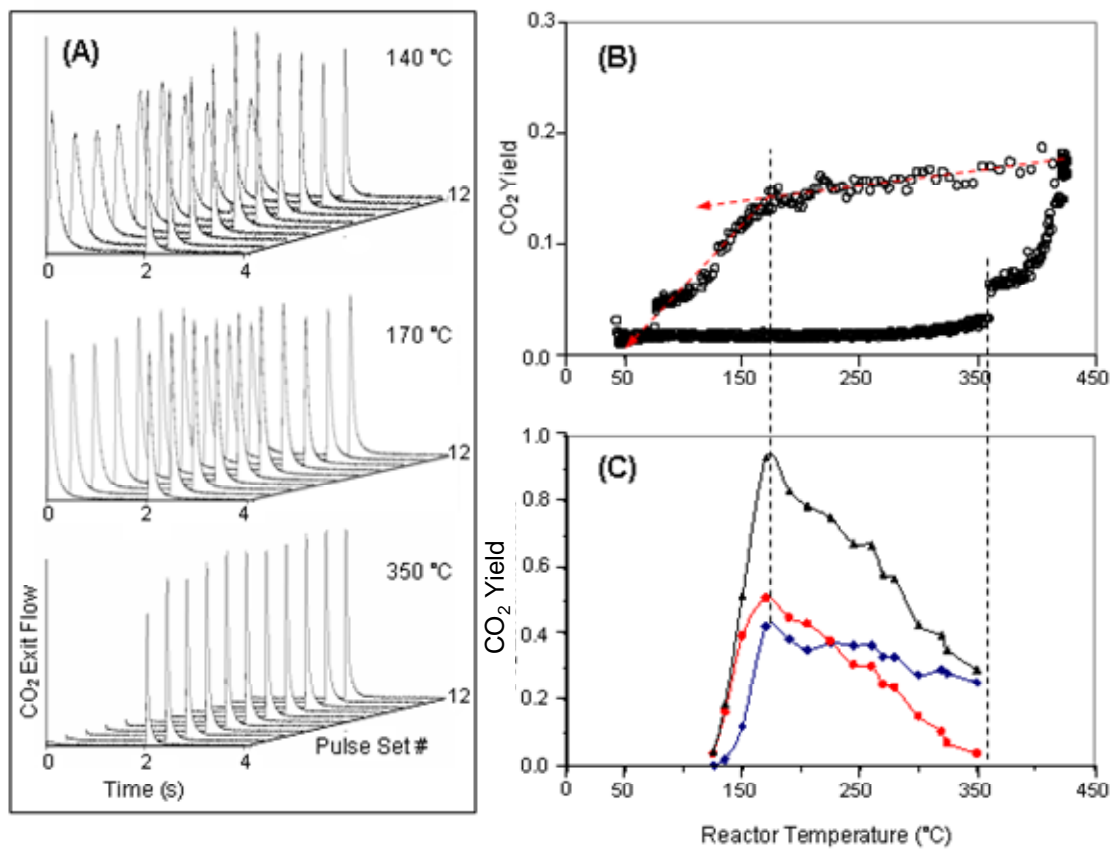 (A)
140 °C
12
0 2 4
170 °C
12
0 2 4
350 °C
12
0 2 4
CO2 Exit Flow
Pulse Set #
Time (s)
(B)
0.3
0.2
0.1
0.0
CO2 Yield
0 50 150 250 350 450
(C)
1.0
0.8
0.6
0.4
0.2
0.0
CO2 Yield
0 50 150 250 350 450
Reactor Temperature (°C)